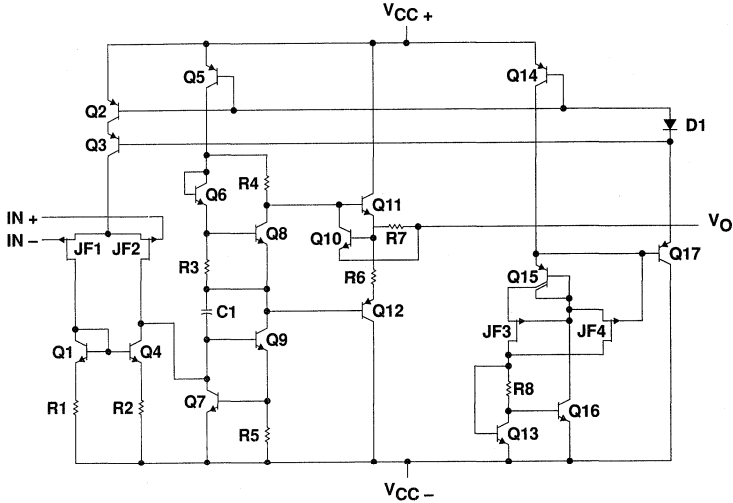 VCC +
Q5
Q14
Q2
D1
Q3
Q6
R4
Q11
IN +
IN –
JF1
JF2
Q8
Q10
R7
VO
Q17
R3
R6
Q15
C1
Q12
JF3
JF4
Q1
Q4
Q9
R8
R1
R2
Q7
Q16
R5
Q13
VCC –